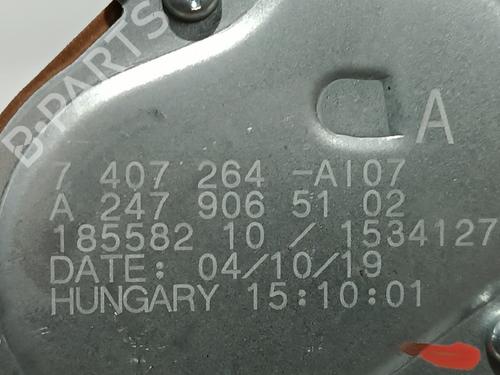 B-PARTS
A
7 407 264 -AI07
A 247 906 51 02
185582 10 / 1534127
DATE: 04/10/19
HUNGARY 15:10:01